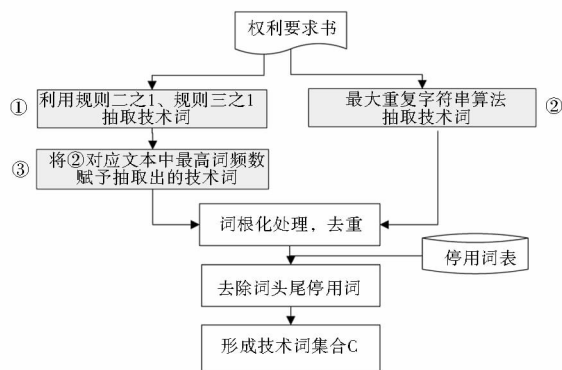 权利要求书
①
利用规则二之1、规则三之1
抽取技术词
最大重复字符串算法
抽取技术词
②
③
将②对应文本中最高词频数
赋予抽取出的技术词
词根化处理，去重
停用词表
去除词头尾停用词
形成技术词集合C